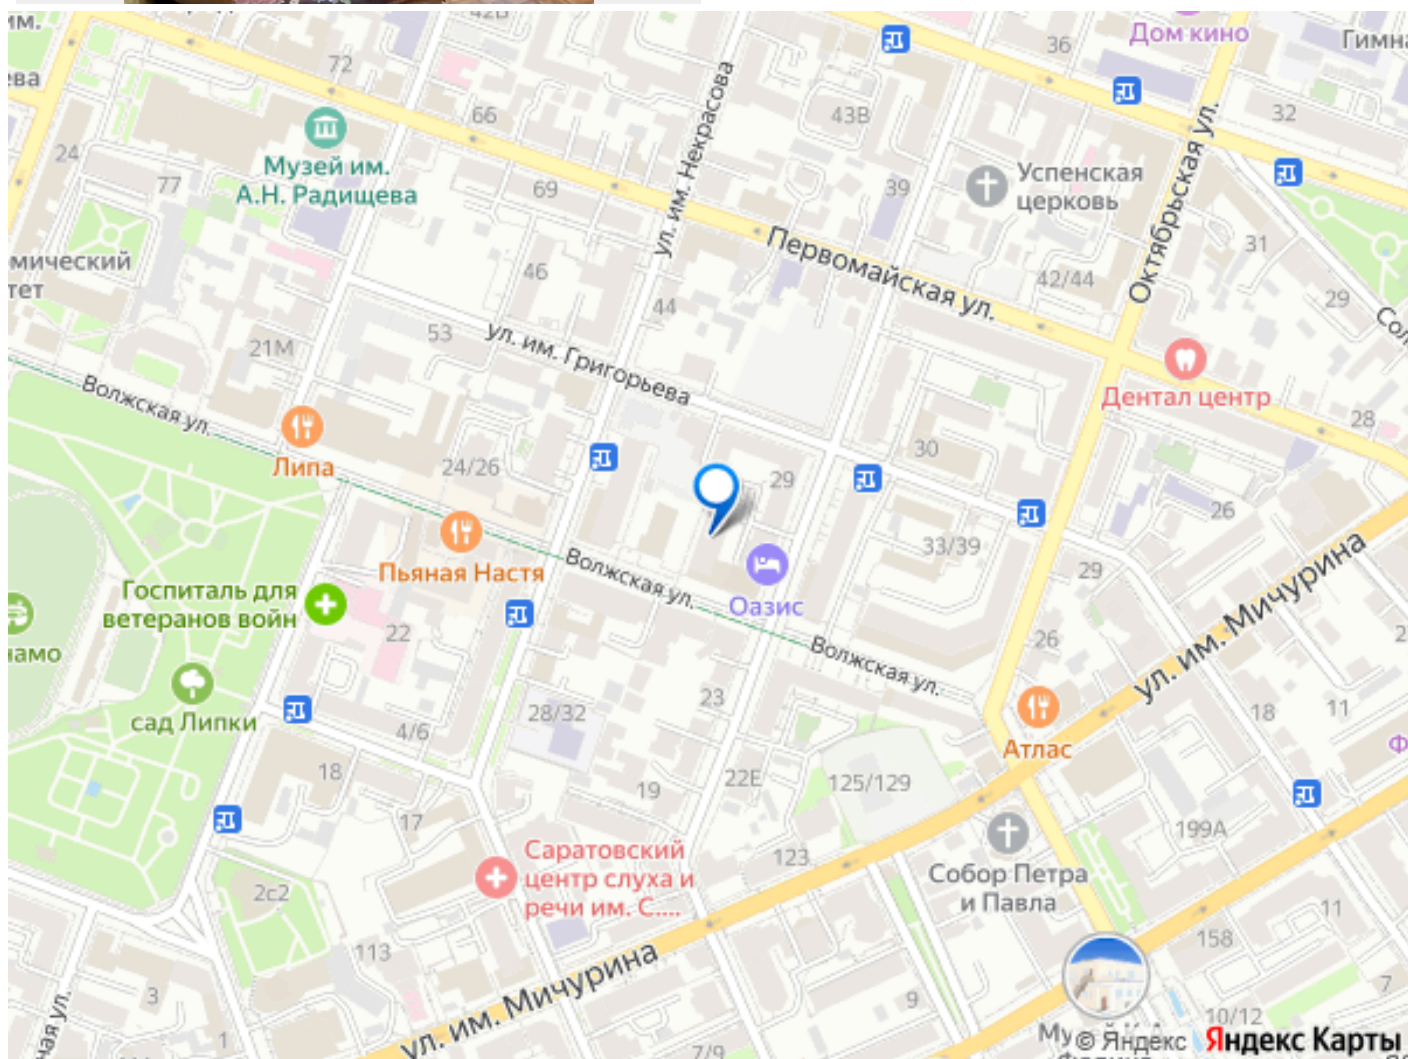 им.
42В
36
Дом кино
Гимна
ева
72
66
43В
32
Музей им.
А.Н. Радищева
24
77
69
ул. им. Некрасова
39
Успенская
церковь
Октябрьская ул.
31
мический
тет
46
44
Первомайская ул.
42/44
29
21М
53
ул. им. Григорьева
Дентал центр
28
Волжская ул.
Липа
24/26
29
30
26
Пьяная Настя
Волжская ул.
Оазис
33/39
29
Госпиталь для
ветеранов войн
22
намо
26
ул. им. Мичурина
сад Липки
4/6
28/32
23
Волжская ул.
Атлас
18
11
18
17
19
22Е
125/129
199А
Саратовский
центр слуха и
речи им. С....
123
Собор Петра
и Павла
2с2
113
11
158
3
ул. им. Мичурина
9
7
1
7/9
10/12
ная ул.
© Яндекс Яндекс Карты